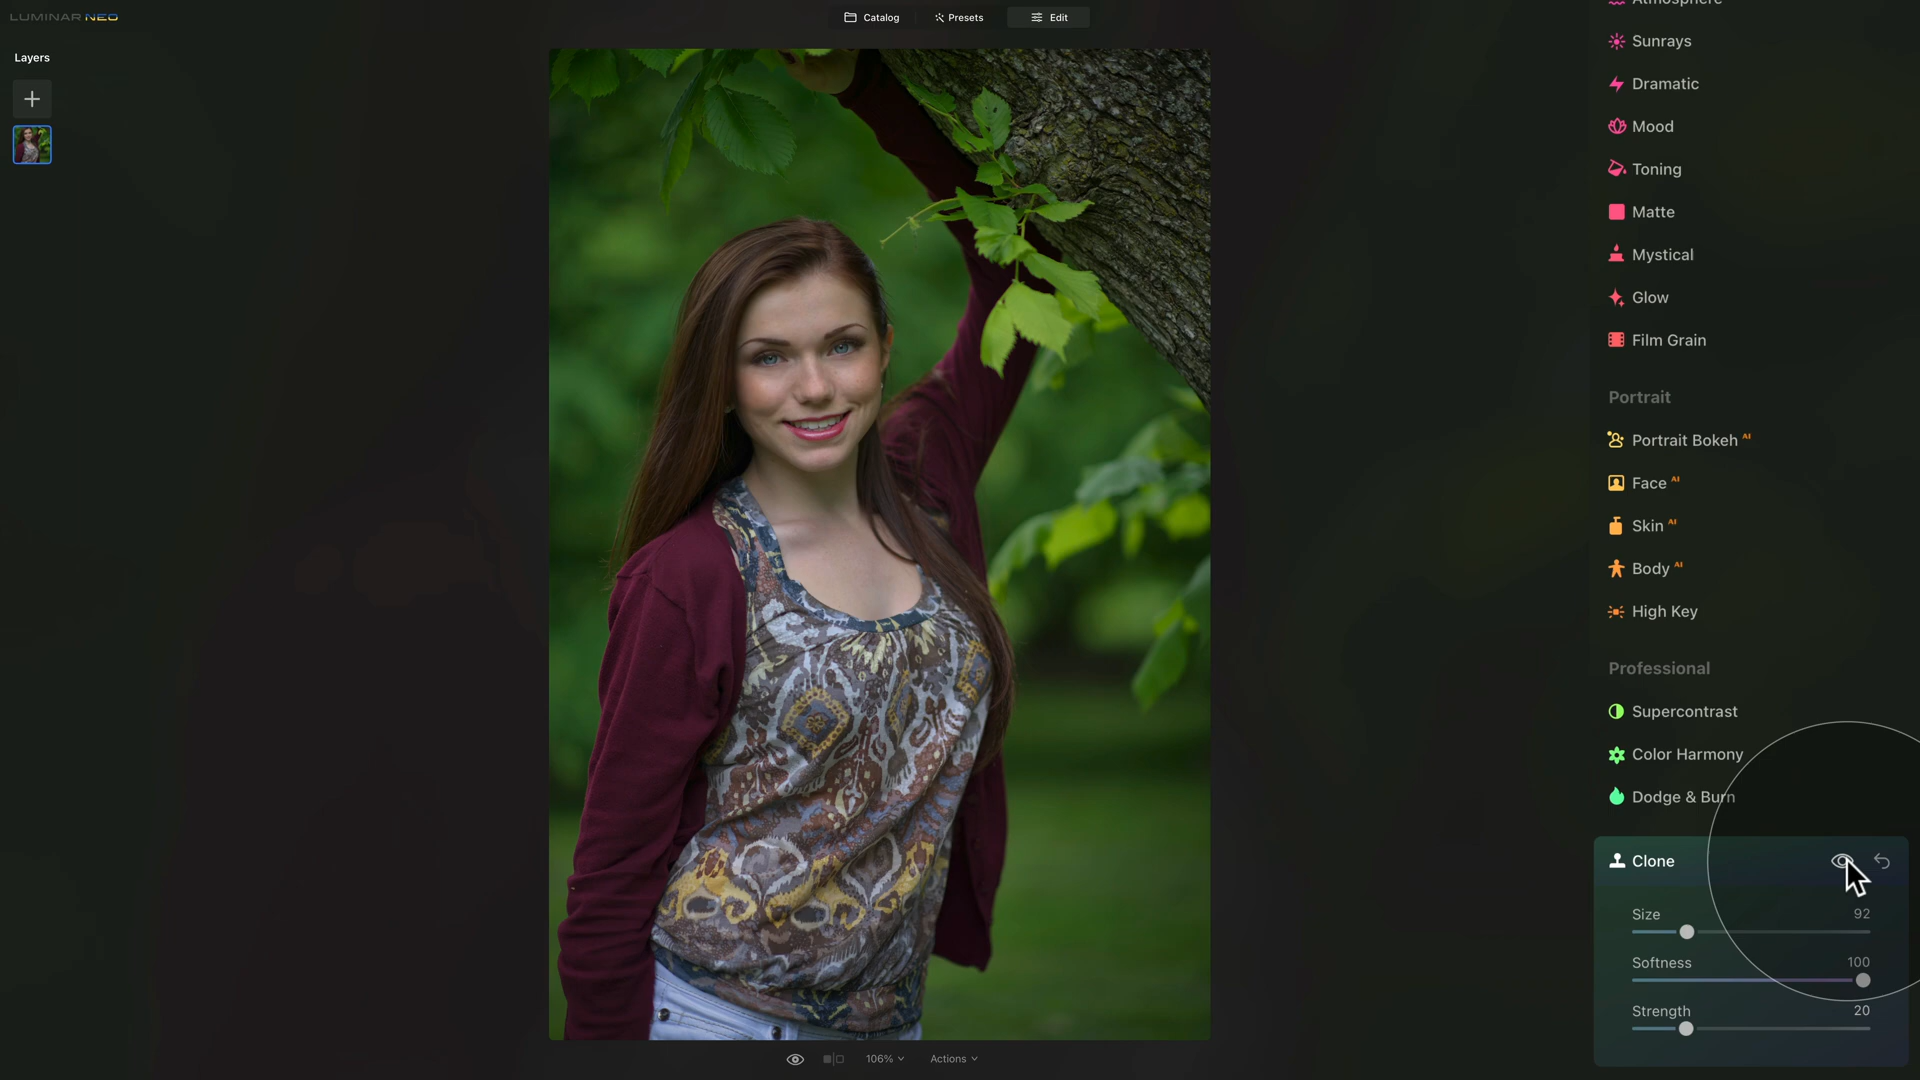 LUMINAR NEO
Catalog
Presets
Edit
Layers
Atmosphere
Sunrays
Dramatic
Mood
Toning
Matte
Mystical
Glow
Film Grain
Portrait
Portrait Bokeh AI
Face AI
Skin AI
Body AI
High Key
Professional
Supercontrast
Color Harmony
Dodge & Burn
Clone
Size 92
Softness 100
Strength 20
106%
Actions